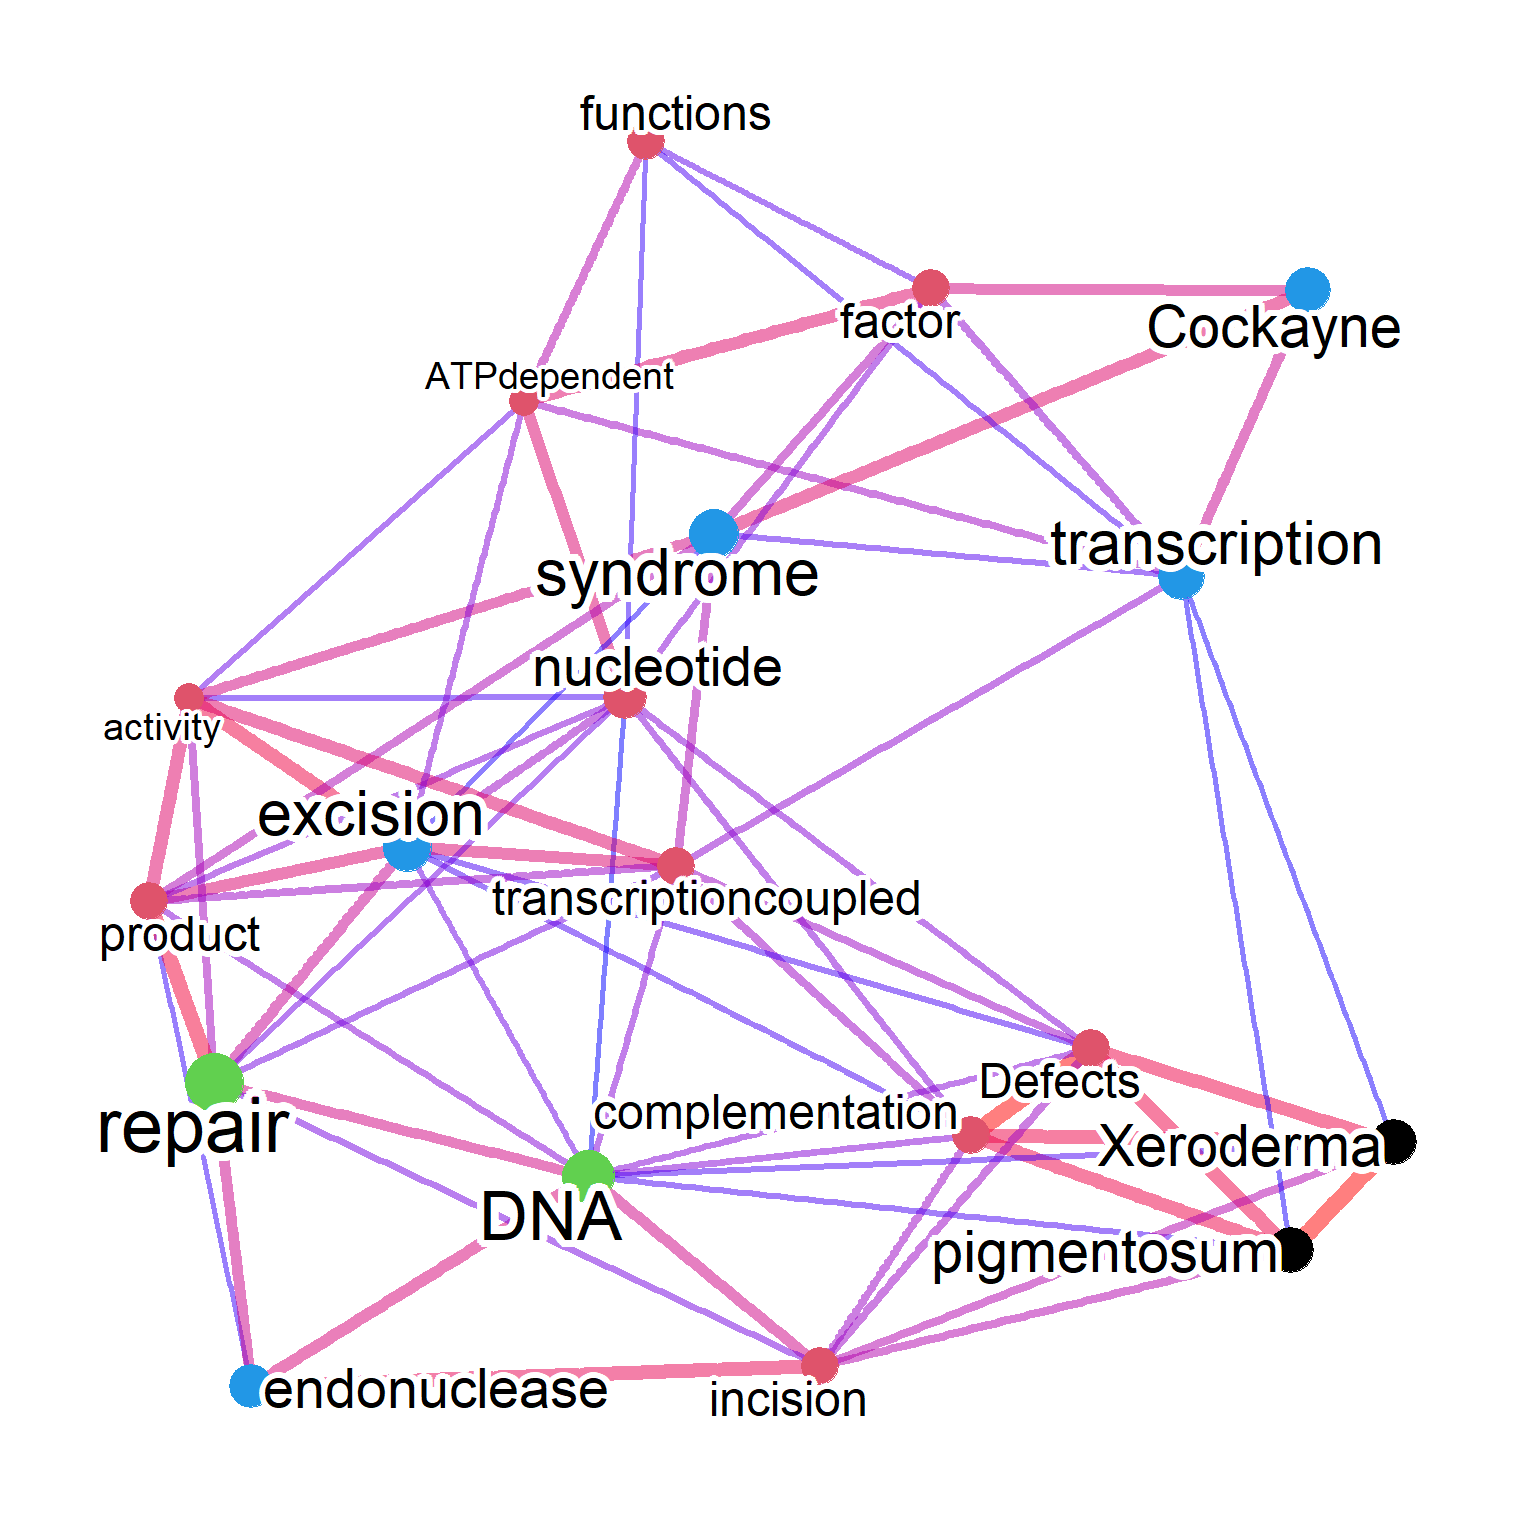 functions
factor
Cockayne
ATPdependent
transcription
syndrome
nucleotide
activity
excision
transcriptioncoupled
product
Defects
complementation
repair
Xeroderma
DNA
pigmentosum
endonuclease
incision